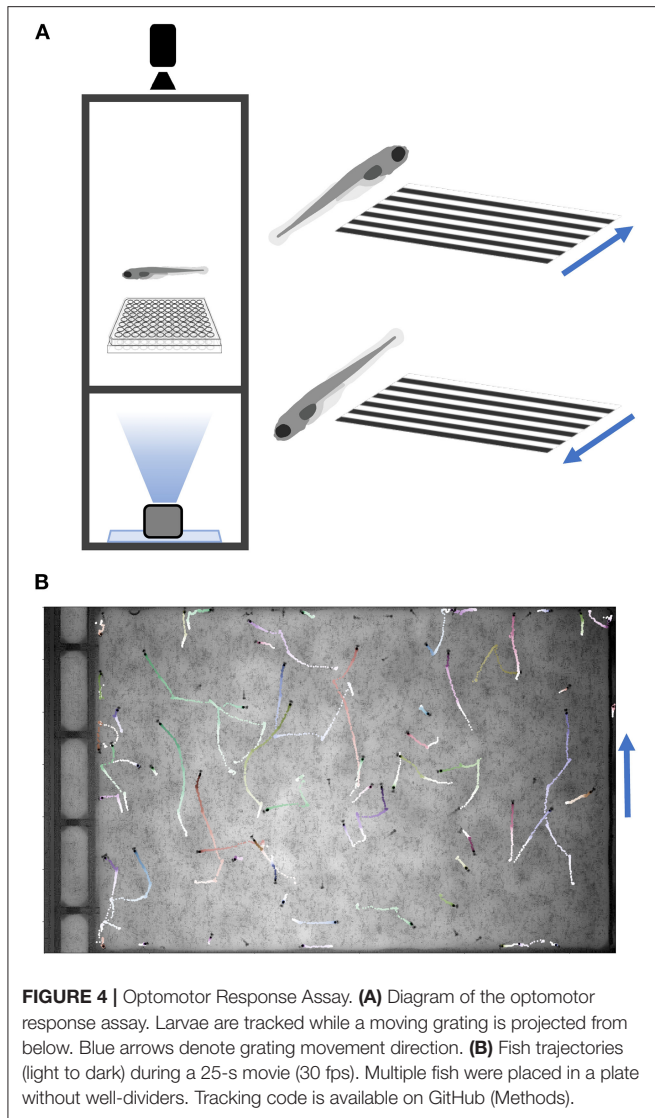 A
B
FIGURE 4 | Optomotor Response Assay. (A) Diagram of the optomotor
response assay. Larvae are tracked while a moving grating is projected from
below. Blue arrows denote grating movement direction. (B) Fish trajectories
(light to dark) during a 25-s movie (30 fps). Multiple fish were placed in a plate
without well-dividers. Tracking code is available on GitHub (Methods).